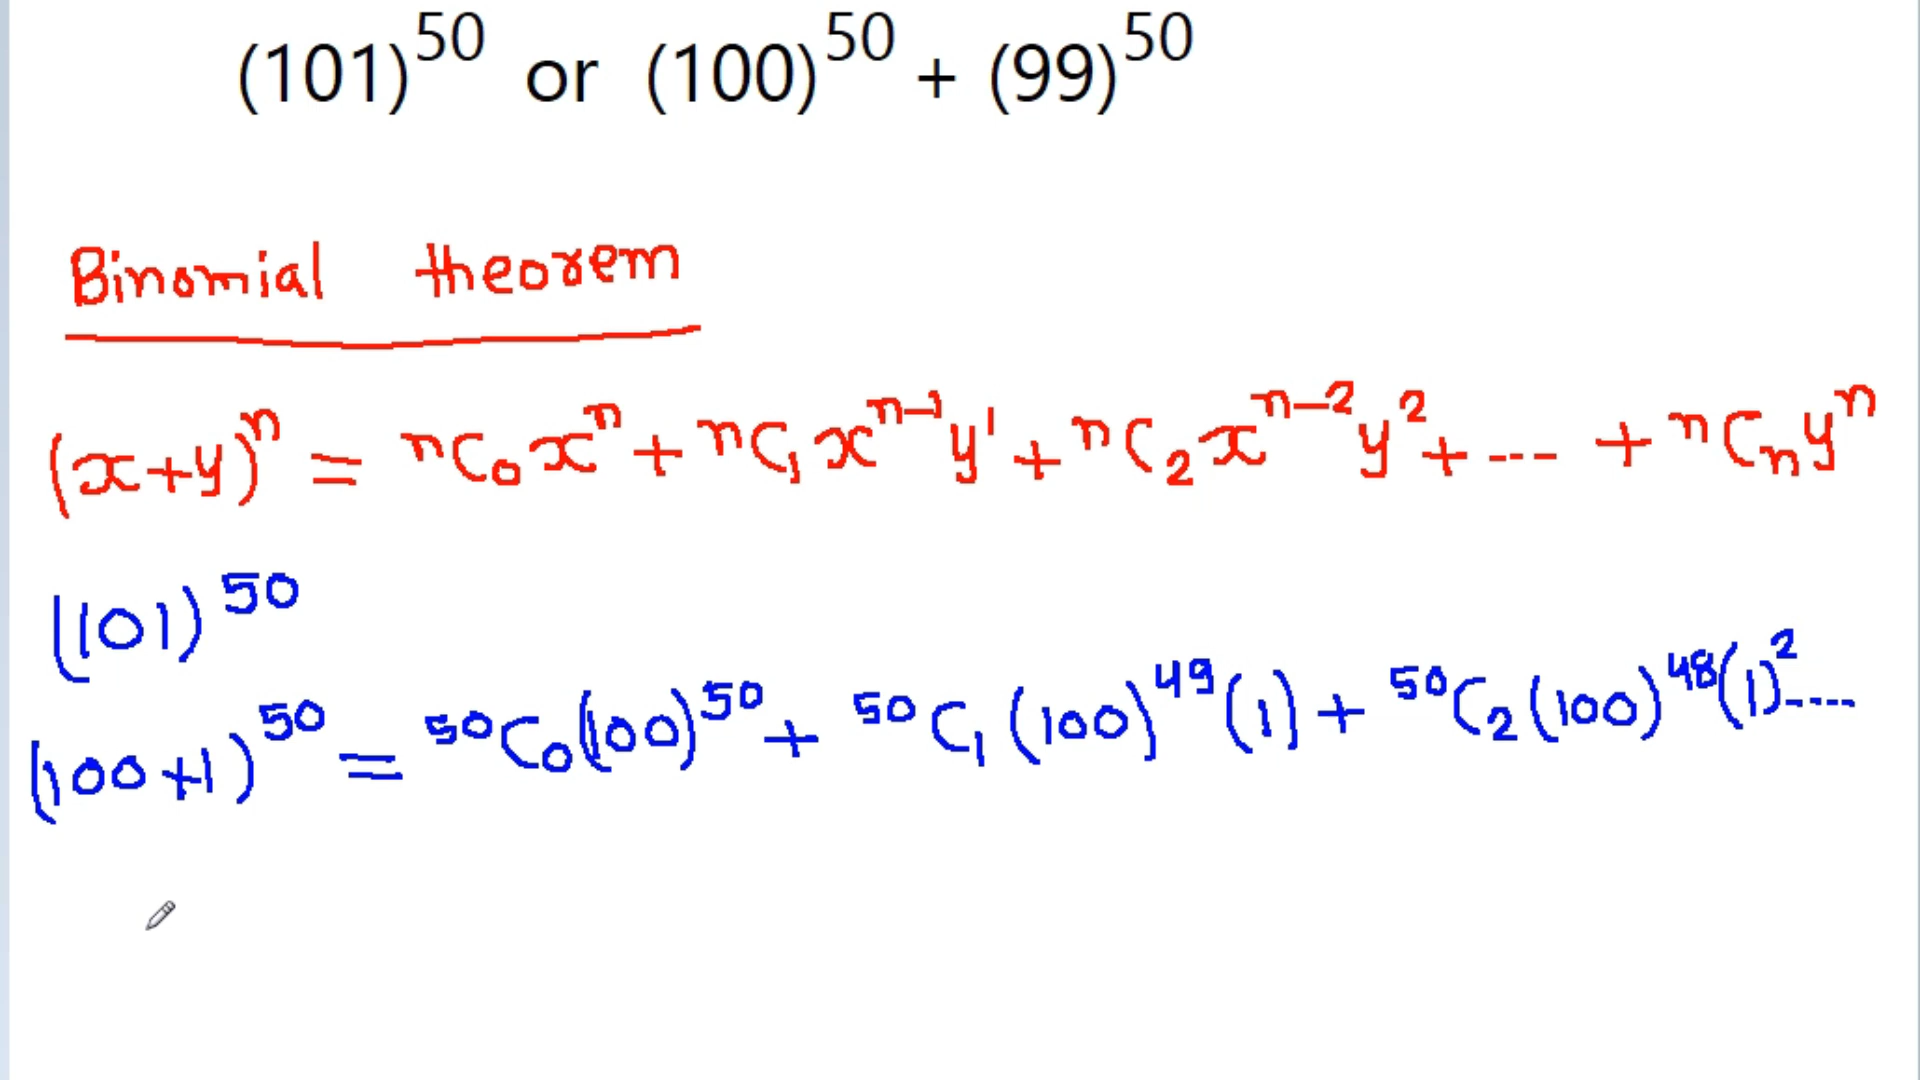 (101)^50 or (100)^50 + (99)^50
Binomial theorem
(x+y)^n = ^nC_0 x^n + ^nC_1 x^(n-1) y^1 + ^nC_2 x^(n-2) y^2 + --- + ^nC_n y^n
(101)^50
(100+1)^50 = ^50C_0 (100)^50 + ^50C_1 (100)^49 (1) + ^50C_2 (100)^48 (1)^2 ----